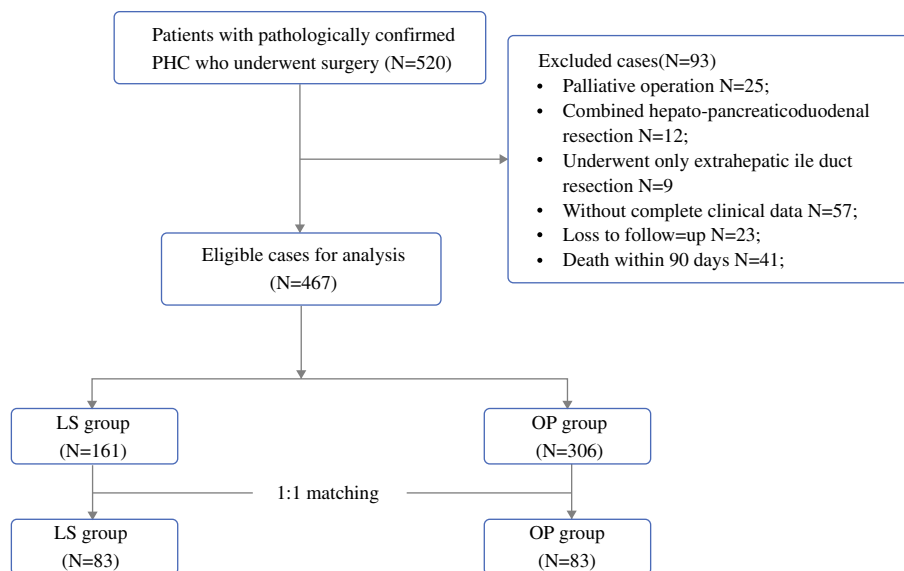 Patients with pathologically confirmed
PHC who underwent surgery (N=520)
Excluded cases(N=93)
• Palliative operation N=25;
• Combined hepato-pancreaticoduodenal
resection N=12;
• Underwent only extrahepatic ile duct
resection N=9
• Without complete clinical data N=57;
• Loss to follow=up N=23;
• Death within 90 days N=41;
Eligible cases for analysis
(N=467)
LS group
(N=161)
OP group
(N=306)
1:1 matching
LS group
(N=83)
OP group
(N=83)